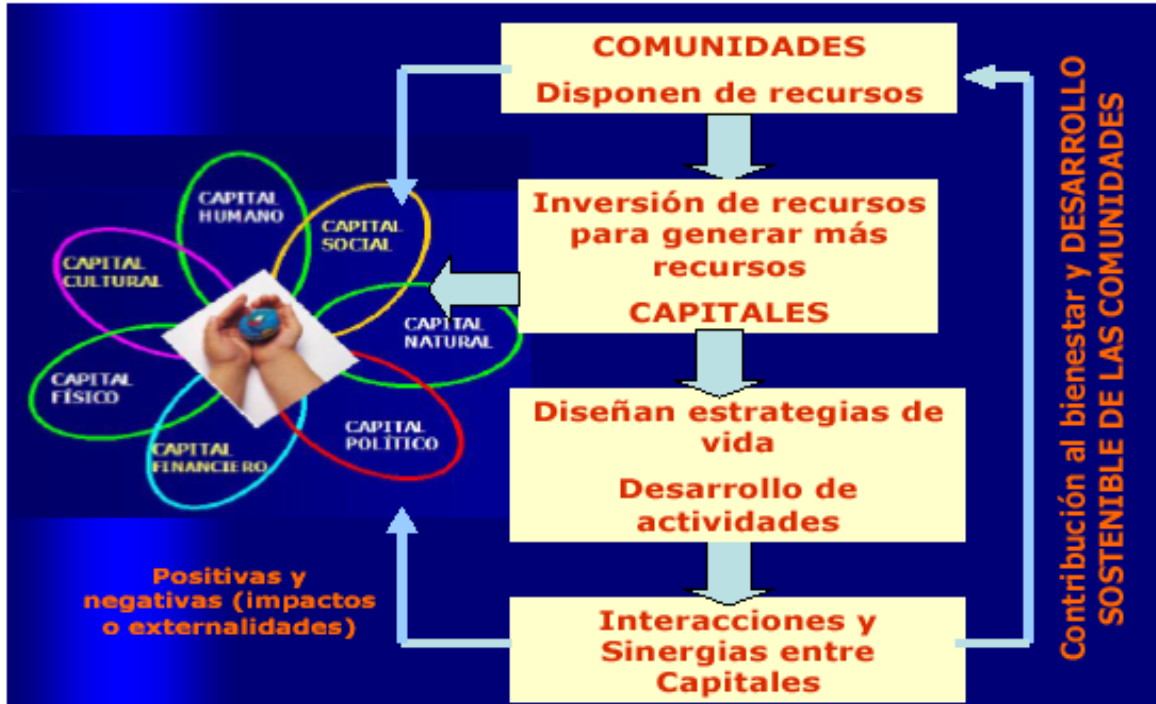 COMUNIDADES
Disponen de recursos
Inversión de recursos
para generar más
recursos
CAPITALES
Diseñan estrategias de
vida
Desarrollo de
actividades
Interacciones y
Sinergias entre
Capitales
CAPITAL
HUMANO
CAPITAL
SOCIAL
CAPITAL
CULTURAL
CAPITAL
NATURAL
CAPITAL
FÍSICO
CAPITAL
POLÍTICO
CAPITAL
FINANCIERO
Positivas y
negativas (impactos
o externalidades)
Contribución al bienestar y DESARROLLO
SOSTENIBLE DE LAS COMUNIDADES